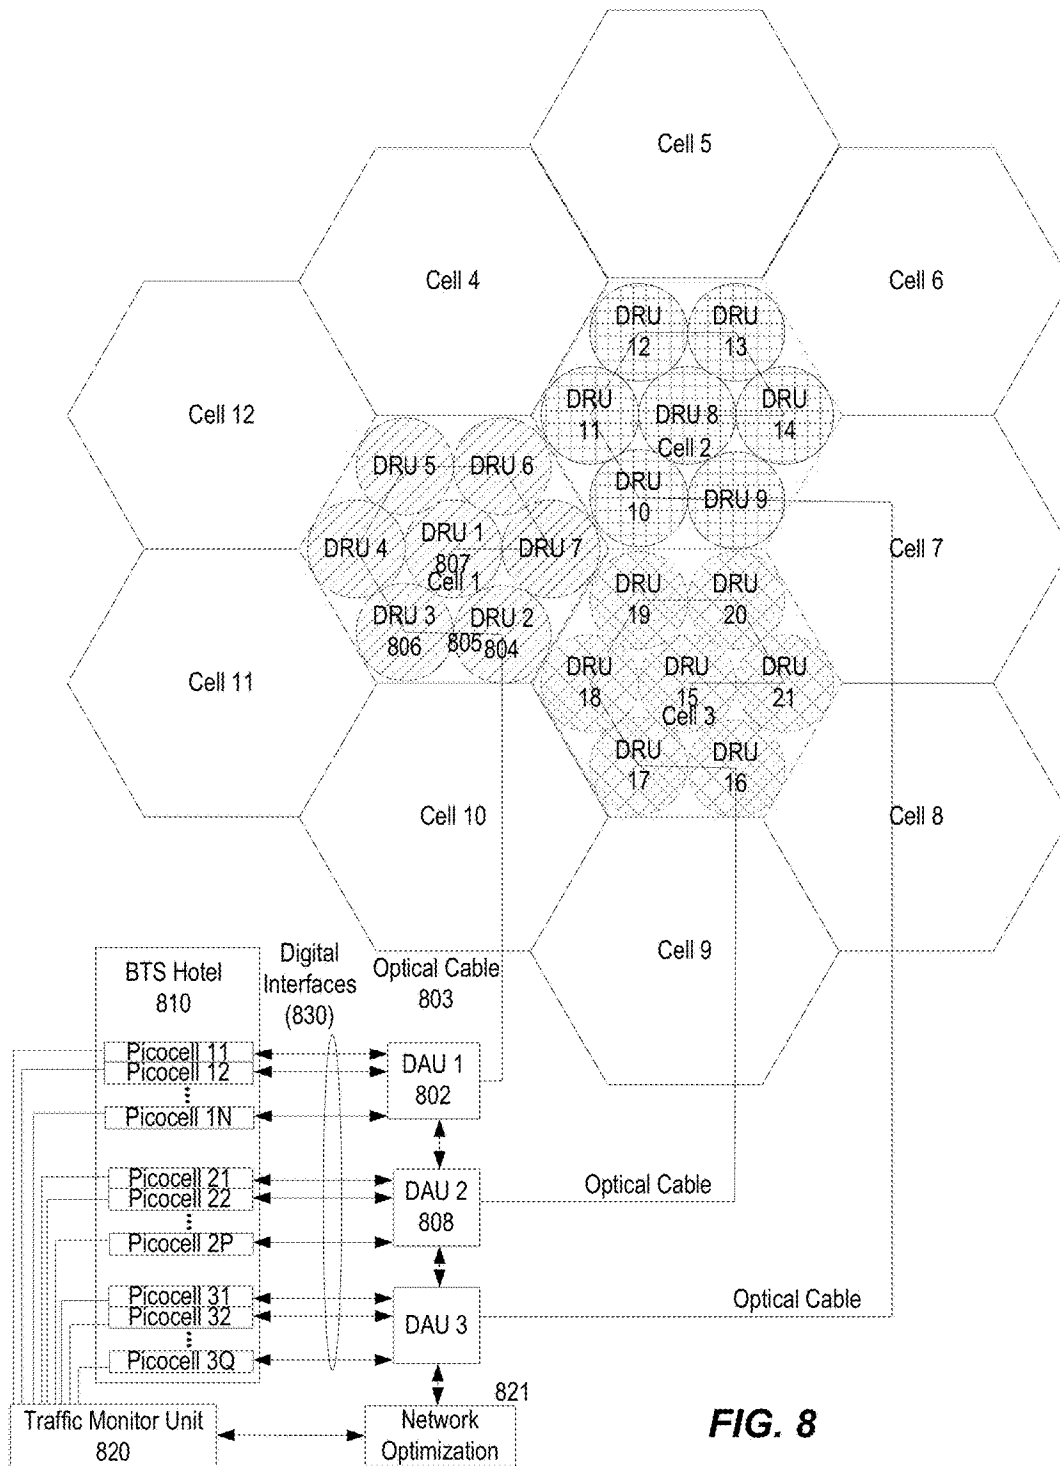 Cell 5
Cell 4
Cell 6
DRU
12
DRU
13
Cell 12
DRU
11
DRU 8
DRU
14
Cell 2
DRU 5
DRU 6
DRU
10
DRU 9
DRU 4
DRU 1
807
DRU 7
Cell 1
Cell 7
DRU
19
DRU
20
DRU 3
806
805
DRU 2
804
Cell 11
DRU
18
DRU
15
DRU
21
Cell 3
DRU
17
DRU
16
Cell 10
Cell 8
Cell 9
BTS Hotel
810
Digital
Interfaces
(830)
Optical Cable
803
Picocell 11
Picocell 12
Picocell 1N
DAU 1
802
Picocell 21
Picocell 22
Picocell 2P
DAU 2
808
Optical Cable
Picocell 31
Picocell 32
Picocell 3Q
DAU 3
Optical Cable
821
Traffic Monitor Unit
820
Network
Optimization
FIG. 8